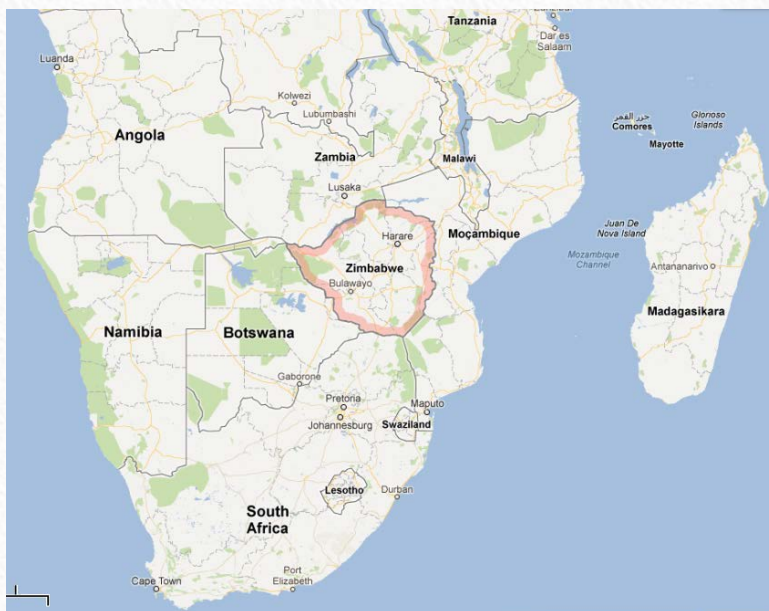 Tanzania
Dar es
Salaam
Luanda
Kolwezi
Lubumbashi
Angola
Zambia
Malawi
Lusaka
جزر القمر
Comores
Mayotte
Glorioso
Islands
Harare
Moçambique
Juan De
Nova Island
Zimbabwe
Mozambique
Channel
Antananarivo
Bulawayo
Madagasikara
Namibia
Botswana
Gaborone
Pretoria
Johannesburg
Maputo
Swaziland
Lesotho
Durban
South
Africa
Port
Elizabeth
Cape Town